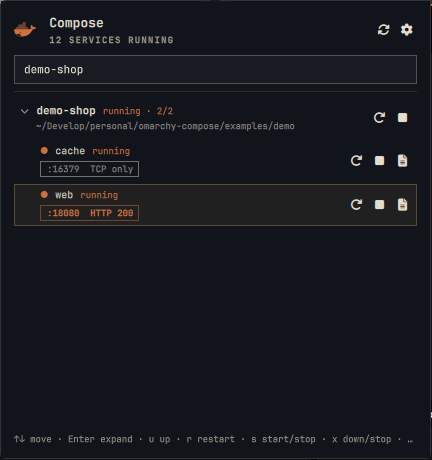 Compose
12 SERVICES RUNNING
demo-shop
demo-shop running · 2/2
~/Develop/personal/omarchy-compose/examples/demo
cache running
:16379 TCP only
web running
:18080 HTTP 200
↑↓ move · Enter expand · u up · r restart · s start/stop · x down/stop · …